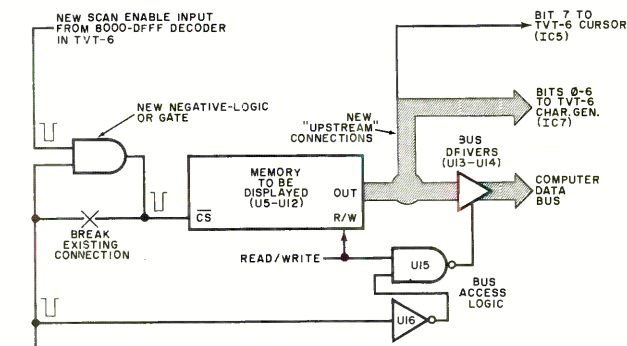 NEW SCAN ENABLE INPUT
FROM 8000-DFFF DECODER
IN TVT-6
BIT 7 TO
TVT-6 CURSOR
(IC5)
NEW NEGATIVE-LOGIC
OR GATE
BITS Ø-6
TO TVT-6
CHAR. GEN.
(IC7)
NEW
"UPSTREAM"
CONNECTIONS
BUS
DFIVERS
(U13-U14)
MEMORY
TO BE
DISPLAYED
(U5-U12)
OUT
CS
R/W
COMPUTER
DATA
BUS
BREAK
EXISTING
CONNECTION
READ/WRITE
U15
BUS
ACCESS
LOGIC
U16